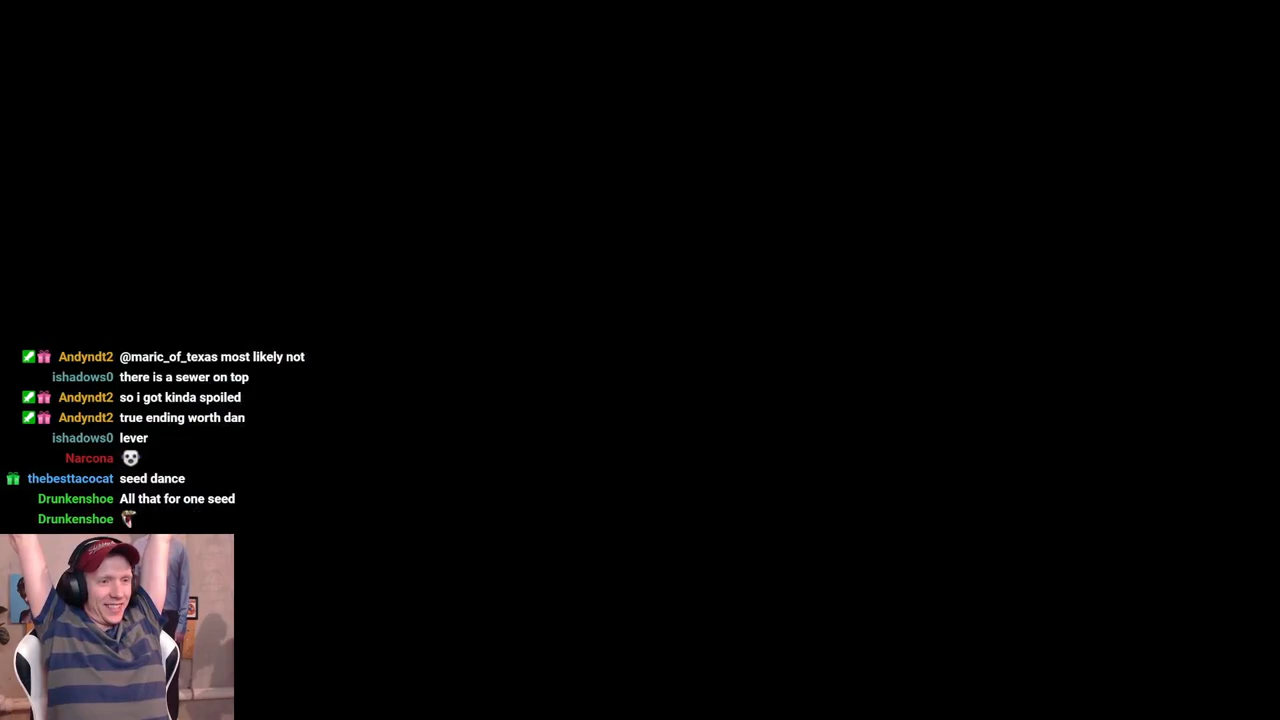 Andyndt2 @maric_of_texas most likely not
ishadows0 there is a sewer on top
Andyndt2 so i got kinda spoiled
Andyndt2 true ending worth dan
ishadows0 lever
Narcona
thebesttacocat seed dance
Drunkenshoe All that for one seed
Drunkenshoe